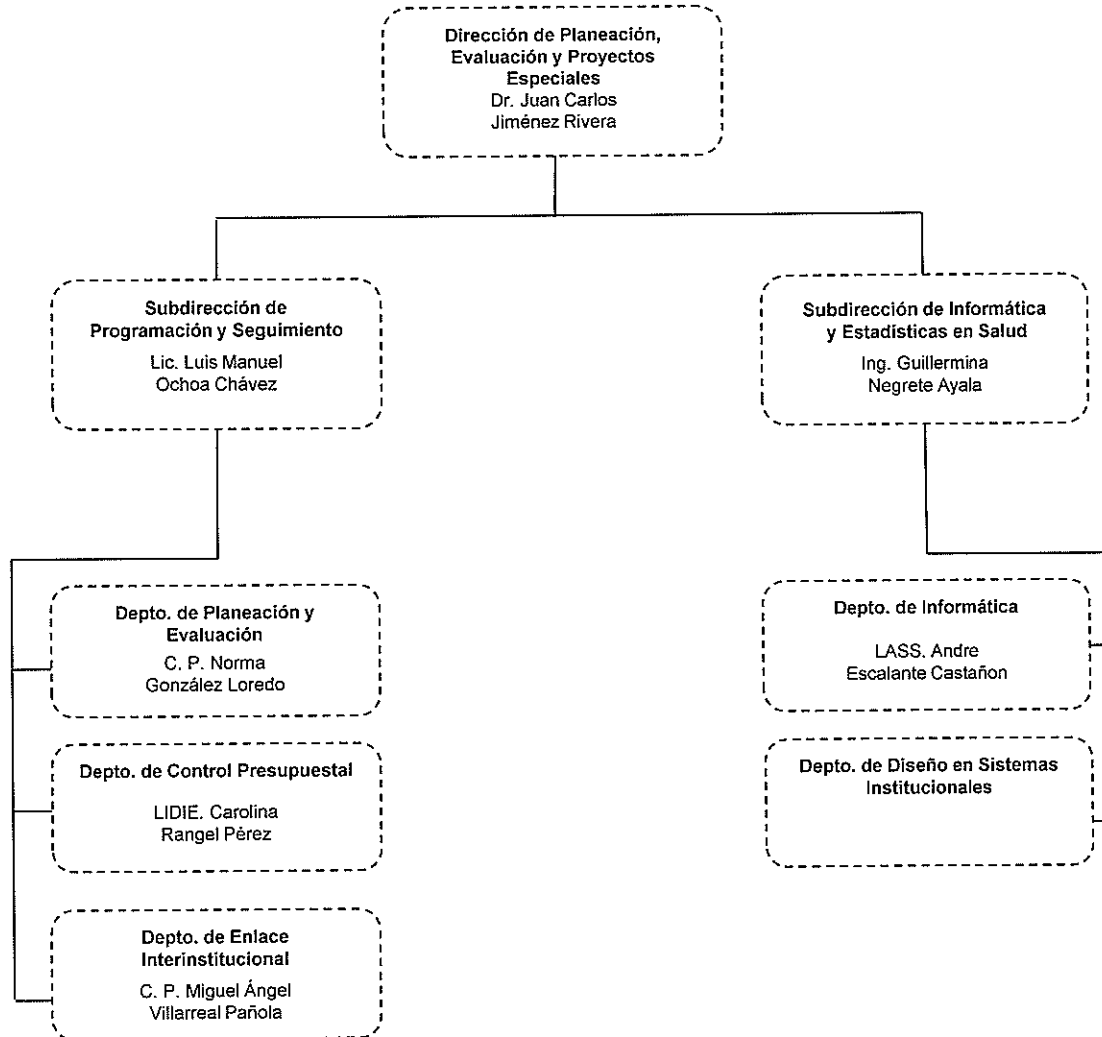 Dirección de Planeación,
Evaluación y Proyectos
Especiales
Dr. Juan Carlos
Jiménez Rivera
Subdirección de
Programación y Seguimiento
Lic. Luis Manuel
Ochoa Chávez
Subdirección de Informática
y Estadísticas en Salud
Ing. Guillermina
Negrete Ayala
Depto. de Planeación y
Evaluación
C. P. Norma
González Loredo
Depto. de Control Presupuestal
LIDIE. Carolina
Rangel Pérez
Depto. de Enlace
Interinstitucional
C. P. Miguel Ángel
Villarreal Pañola
Depto. de Informática
LASS. Andre
Escalante Castañon
Depto. de Diseño en Sistemas
Institucionales